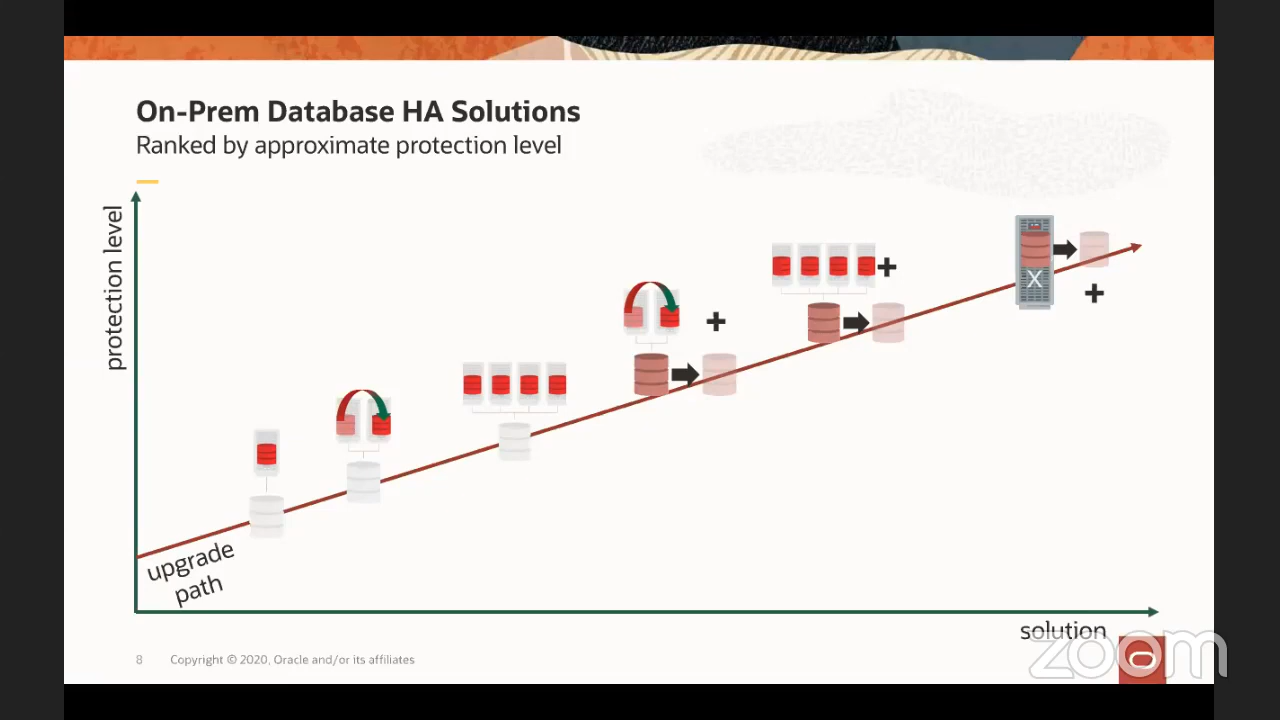 On-Prem Database HA Solutions
Ranked by approximate protection level
protection level
+
+
X
+
upgrade
path
solution
8 Copyright © 2020, Oracle and/or its affiliates
zoom